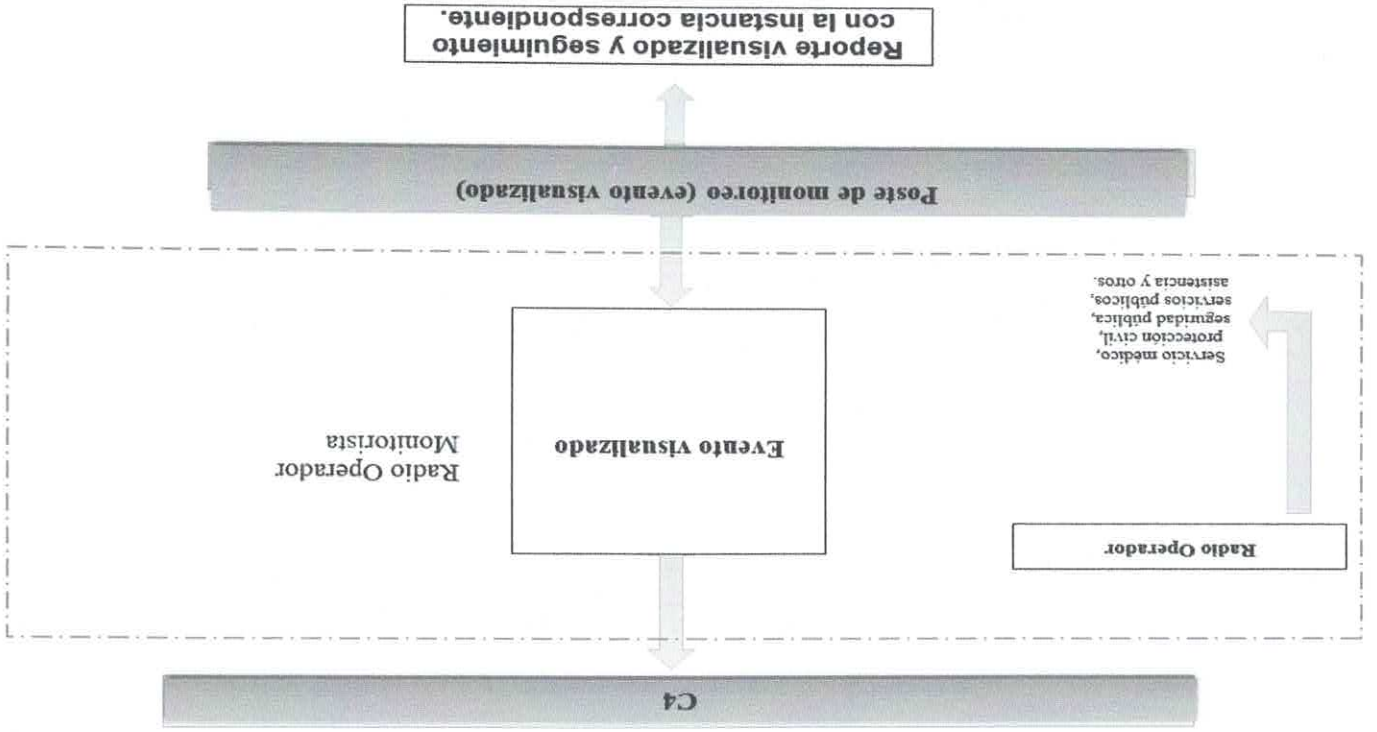 C4
Radio Operador
Servicio médico,
protección civil,
seguridad pública,
servicios públicos,
asistencia y otros.
Evento visualizado
Radio Operador
Monitorista
Poste de monitoreo (evento visualizado)
Reporte visualizado y seguimiento
con la instancia correspondiente.